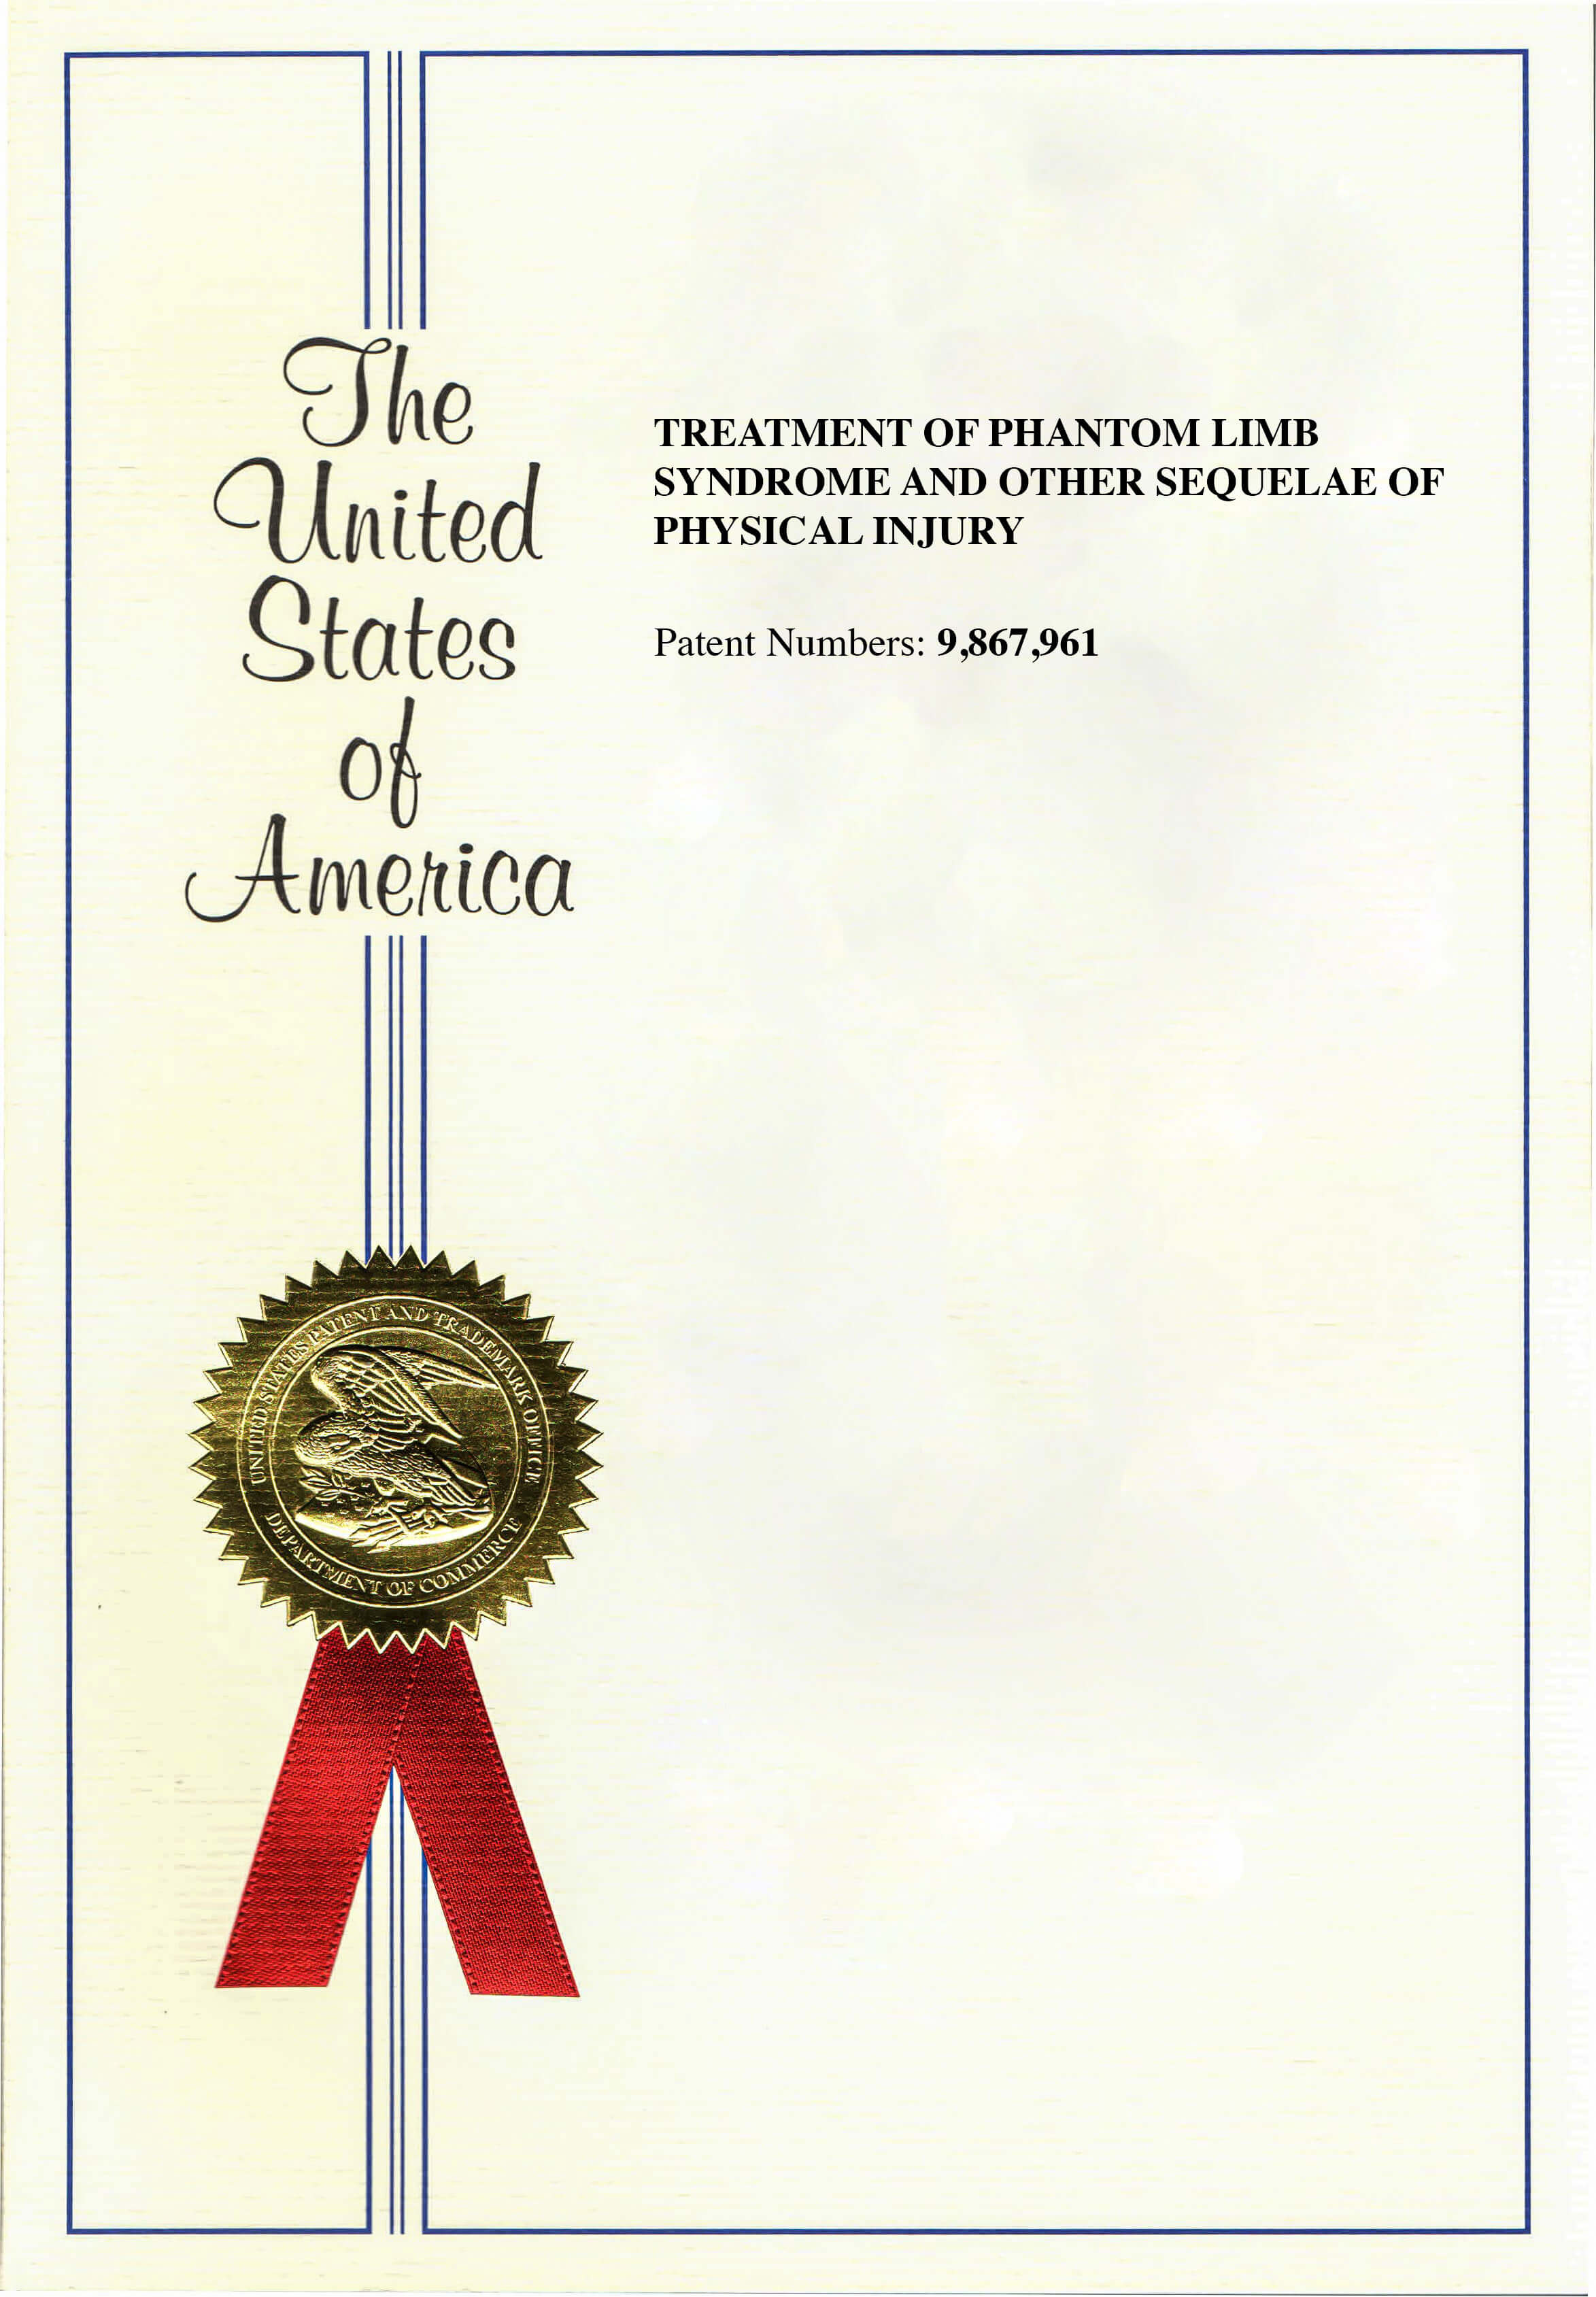 The
United
States
of
America
TREATMENT OF PHANTOM LIMB
SYNDROME AND OTHER SEQUELAE OF
PHYSICAL INJURY
Patent Numbers: 9,867,961
UNITED STATES PATENT AND TRADEMARK OFFICE
DEPARTMENT OF COMMERCE